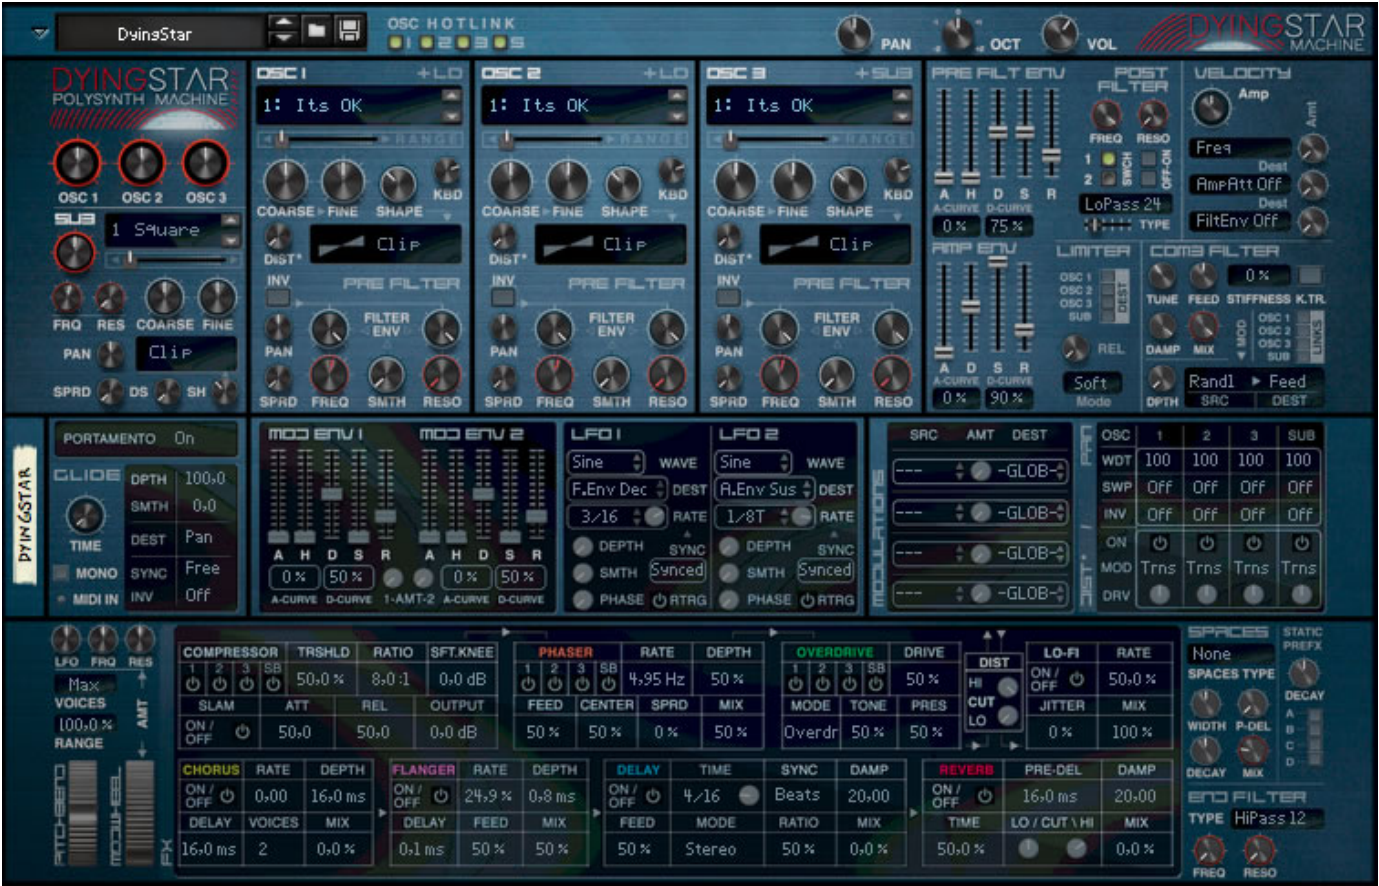 DyingStar
OSC HOTLINK
1 2 3 S
PAN
OCT
VOL
DYINGSTAR
MACHINE
DYINGSTAR
POLYSYNTH MACHINE
OSC 1 OSC 2 OSC 3
SUB
1 Square
FRQ RES COARSE FINE
PAN Clip
SPRD DS SH
OSC 1 +LO
1: Its OK
RANGE
COARSE FINE SHAPE KBD
DIST* Clip
INV PRE FILTER
FILTER ENV
PAN
SPRD FREQ SMTH RESO
OSC 2 +LO
1: Its OK
RANGE
COARSE FINE SHAPE KBD
DIST* Clip
INV PRE FILTER
FILTER ENV
PAN
SPRD FREQ SMTH RESO
OSC 3 +SUB
1: Its OK
RANGE
COARSE FINE SHAPE KBD
DIST* Clip
INV PRE FILTER
FILTER ENV
PAN
SPRD FREQ SMTH RESO
PRE FILT ENV
A H D S R
A-CURVE D-CURVE
0% 75%
AMP ENV
A D S R
A-CURVE D-CURVE
0% 90%
POST FILTER
FREQ RESO
1 2 SWCH OFF-ON
LoPass 24
TYPE
VELOCITY
Amp
Amt
Freq
Dest
AmpAtt Off
Dest
FiltEnv Off
LIMITER
OSC 1
OSC 2
OSC 3
SUB
DEST
REL
Soft
Mode
COMB FILTER
0%
TUNE FEED STIFFNESS K.TR.
DAMP MIX MOD
OSC 1
OSC 2
OSC 3
SUB
LINKS
Rand1 Feed
DPTH SRC DEST
DYINGSTAR
PORTAMENTO On
GLIDE
TIME
MONO
MIDI IN
DPTH 100,0
SMTH 0,0
DEST Pan
SYNC Free
INV Off
MOD ENV 1 MOD ENV 2
A H D S R A H D S R
0% 50% 0% 50%
A-CURVE D-CURVE 1-AMT-2 A-CURVE D-CURVE
LFO 1
Sine WAVE
F.Env Dec DEST
3/16 RATE
DEPTH SYNC
SMTH Synced
PHASE RTRG
LFO 2
Sine WAVE
A.Env Sus DEST
1/8T RATE
DEPTH SYNC
SMTH Synced
PHASE RTRG
MODULATIONS
SRC AMT DEST
--- -GLOB-
--- -GLOB-
--- -GLOB-
--- -GLOB-
DIST* / PAN
OSC 1 2 3 SUB
WDT 100 100 100 100
SWP Off Off Off Off
INV Off Off Off Off
ON
MOD Trns Trns Trns Trns
DRV
LFO FRQ RES
Max
VOICES
100,0%
RANGE
AMT
PITCHBEND
MODWHEEL
FX
COMPRESSOR TRSHLD RATIO SFT.KNEE
1 2 3 SB 50,0% 8,0:1 0,0 dB
SLAM ATT REL OUTPUT
ON / OFF 50,0 50,0 0,0 dB
PHASER RATE DEPTH
1 2 3 SB 4,95 Hz 50%
FEED CENTER SPRD MIX
50% 50% 0% 50%
OVERDRIVE DRIVE
1 2 3 SB 50%
MODE TONE PRES
Overdr 50% 50%
DIST
HI
CUT
LO
LO-FI RATE
ON / OFF 50,0%
JITTER MIX
0% 100%
CHORUS RATE DEPTH
ON / OFF 0,00 16,0 ms
DELAY VOICES MIX
16,0 ms 2 0,0%
FLANGER RATE DEPTH
ON / OFF 24,9% 0,8 ms
DELAY FEED MIX
0,1 ms 50% 50%
DELAY TIME SYNC DAMP
ON / OFF 4/16 Beats 20,00
FEED MODE RATIO MIX
50% Stereo 50% 0,0%
REVERB PRE-DEL DAMP
ON / OFF 16,0 ms 20,00
TIME LO / CUT \ HI MIX
50,0% 0,0%
SPACES
None
SPACES TYPE
WIDTH P-DEL
DECAY MIX
STATIC PREFX
DECAY
A
B
C
D
END FILTER
TYPE HiPass 12
FREQ RESO